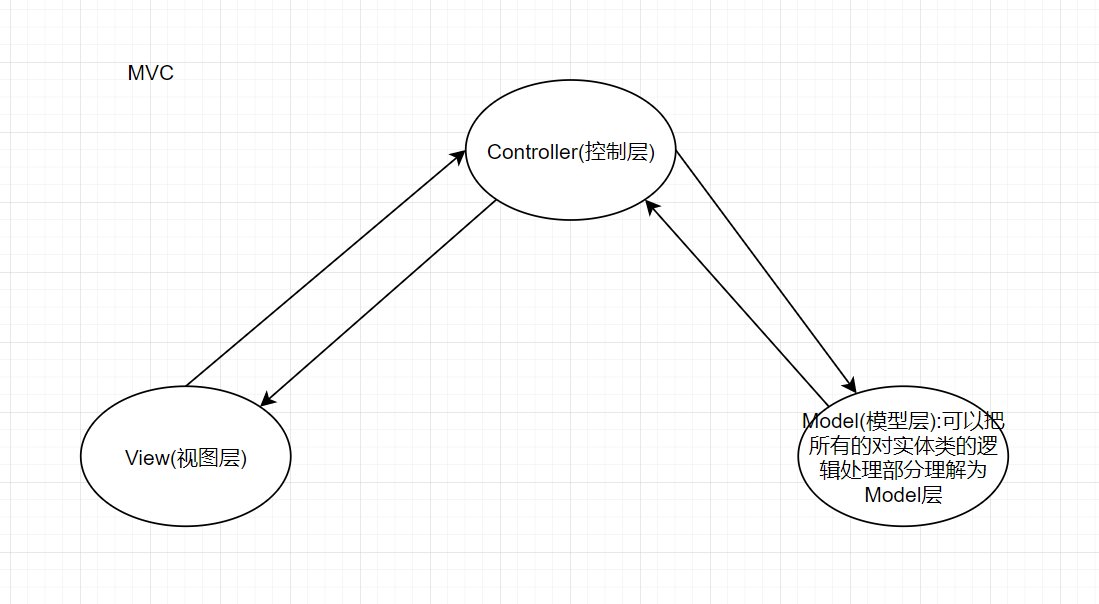 MVC
Controller(控制层)
View(视图层)
Model(模型层):可以把
所有的对实体类的逻
辑处理部分理解为
Model层